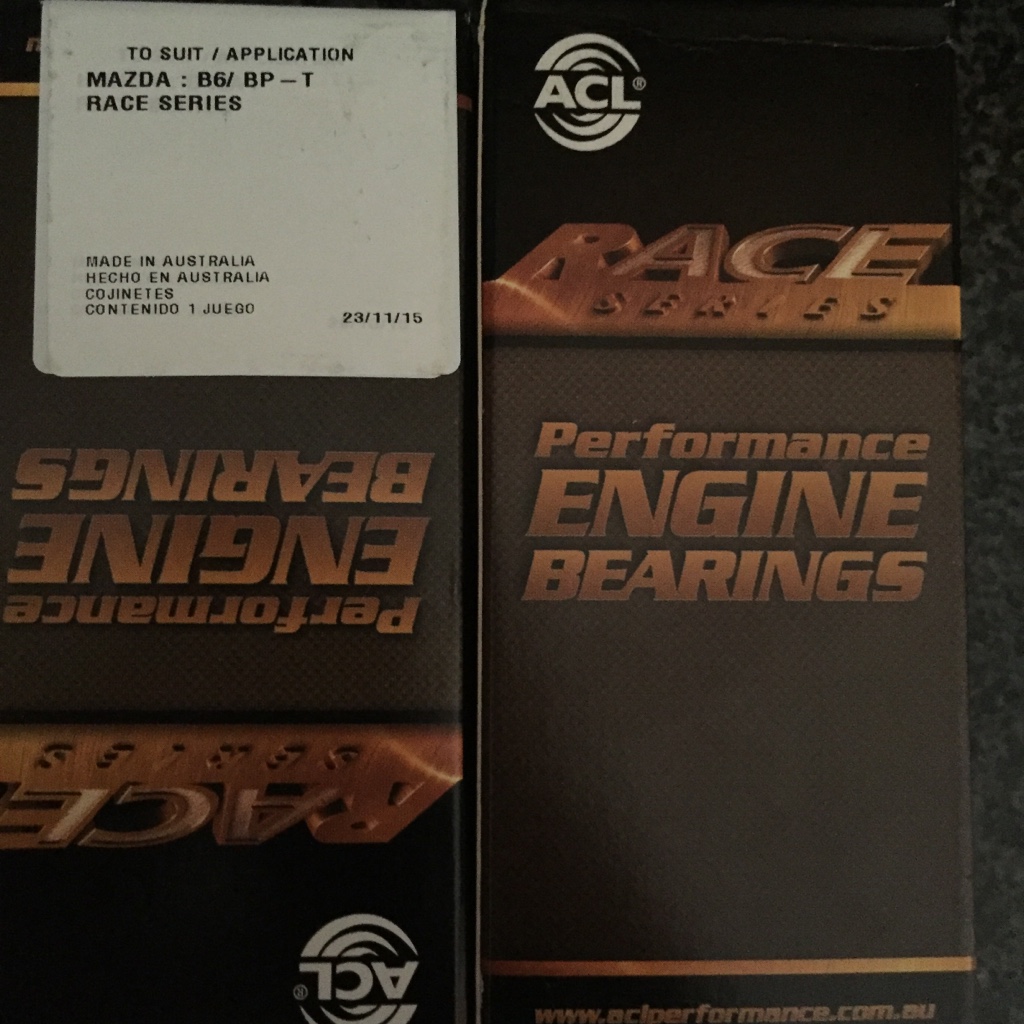 TO SUIT / APPLICATION
MAZDA : B6/ BP – T
RACE SERIES
MADE IN AUSTRALIA
HECHO EN AUSTRALIA
COJINETES
CONTENIDO 1 JUEGO
23/11/15
Performance
ENGINE
BEARINGS
RACE
SERIES
ACL®
ACL®
RACE
SERIES
Performance
ENGINE
BEARINGS
www.aclperformance.com.au